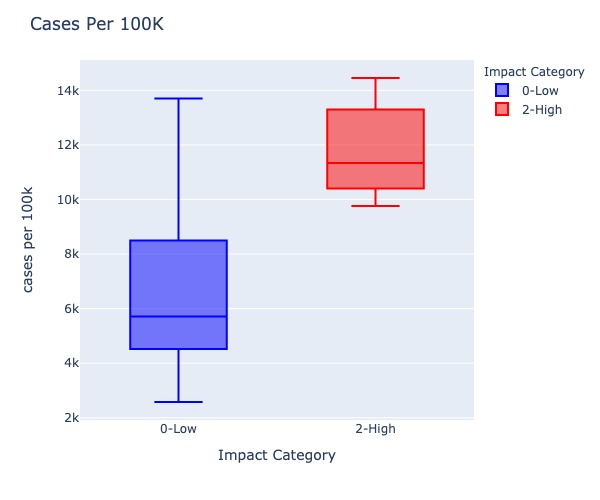 Cases Per 100K
Impact Category
0-Low
2-High
14k
12k
10k
8k
6k
4k
2k
cases per 100k
0-Low
2-High
Impact Category